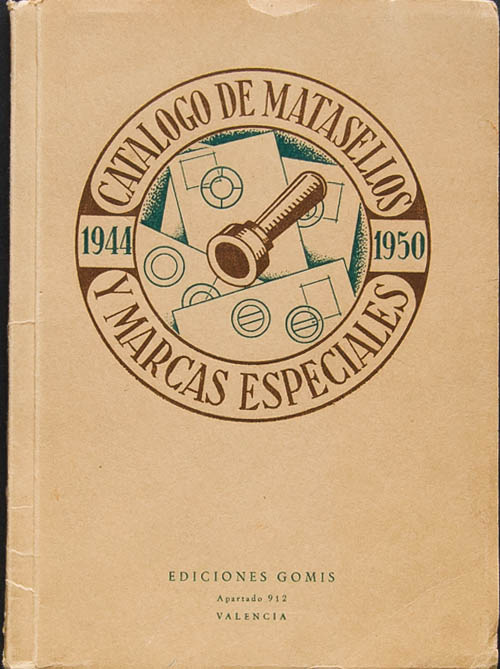 CATALOGO DE MATASELLOS
1944
1950
Y MARCAS ESPECIALES
EDICIONES GOMIS
Apartado 912
VALENCIA